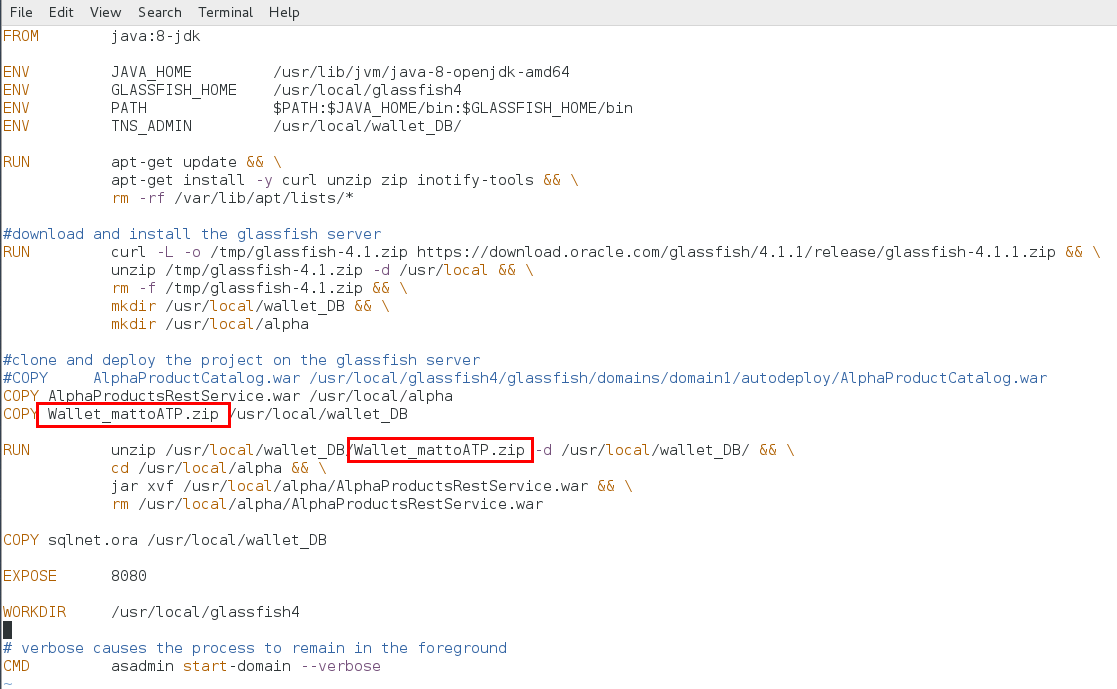 File Edit View Search Terminal Help
FROM java:8-jdk
ENV JAVA_HOME /usr/lib/jvm/java-8-openjdk-amd64
ENV GLASSFISH_HOME /usr/local/glassfish4
ENV PATH $PATH:$JAVA_HOME/bin:$GLASSFISH_HOME/bin
ENV TNS_ADMIN /usr/local/wallet_DB/
RUN apt-get update && \
apt-get install -y curl unzip zip inotify-tools && \
rm -rf /var/lib/apt/lists/*
#download and install the glassfish server
RUN curl -L -o /tmp/glassfish-4.1.zip https://download.oracle.com/glassfish/4.1.1/release/glassfish-4.1.1.zip && \
unzip /tmp/glassfish-4.1.zip -d /usr/local && \
rm -f /tmp/glassfish-4.1.zip && \
mkdir /usr/local/wallet_DB && \
mkdir /usr/local/alpha
#clone and deploy the project on the glassfish server
#COPY AlphaProductCatalog.war /usr/local/glassfish4/glassfish/domains/domain1/autodeploy/AlphaProductCatalog.war
COPY AlphaProductsRestService.war /usr/local/alpha
COPY Wallet_mattoATP.zip /usr/local/wallet_DB
RUN unzip /usr/local/wallet_DB/Wallet_mattoATP.zip -d /usr/local/wallet_DB/ && \
cd /usr/local/alpha && \
jar xvf /usr/local/alpha/AlphaProductsRestService.war && \
rm /usr/local/alpha/AlphaProductsRestService.war
COPY sqlnet.ora /usr/local/wallet_DB
EXPOSE 8080
WORKDIR /usr/local/glassfish4
# verbose causes the process to remain in the foreground
CMD asadmin start-domain --verbose
~